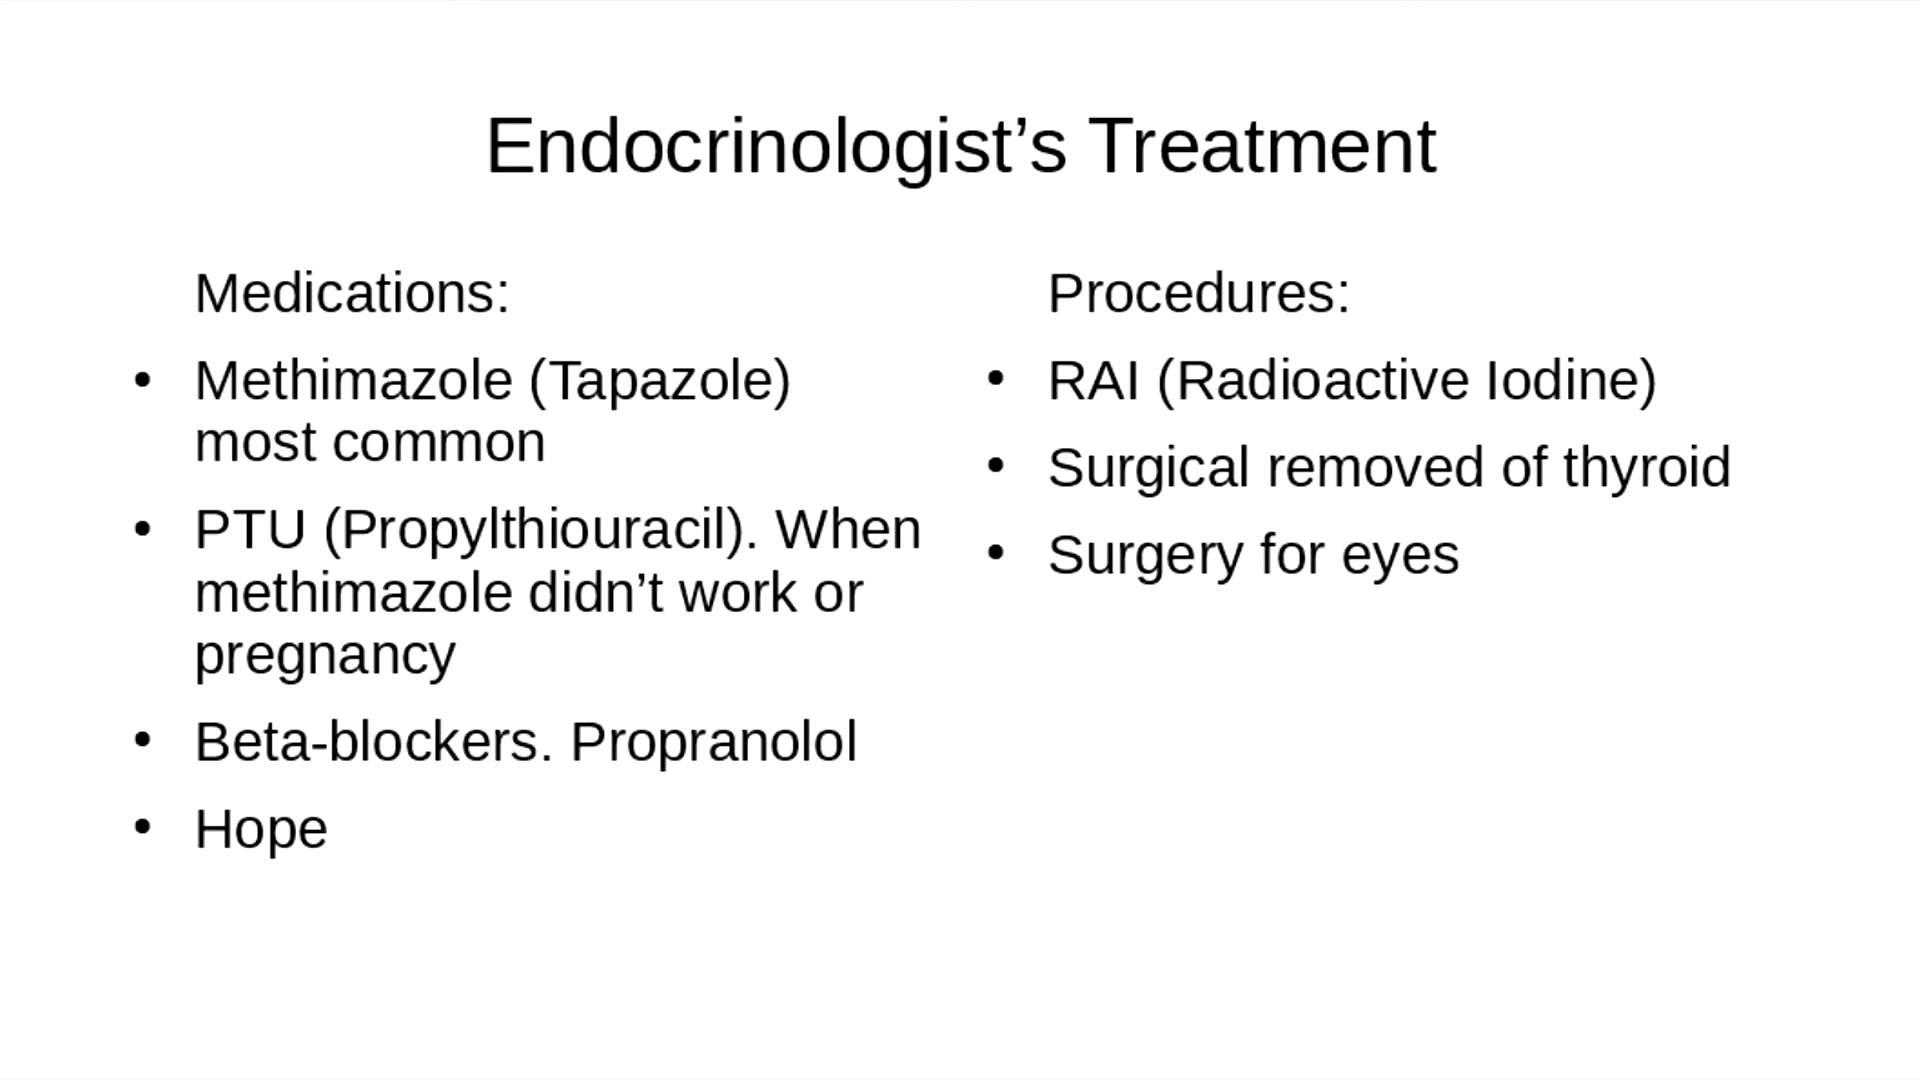 Endocrinologist’s Treatment
Medications:
• Methimazole (Tapazole)
most common
• PTU (Propylthiouracil). When
methimazole didn’t work or
pregnancy
• Beta-blockers. Propranolol
• Hope
Procedures:
• RAI (Radioactive Iodine)
• Surgical removed of thyroid
• Surgery for eyes